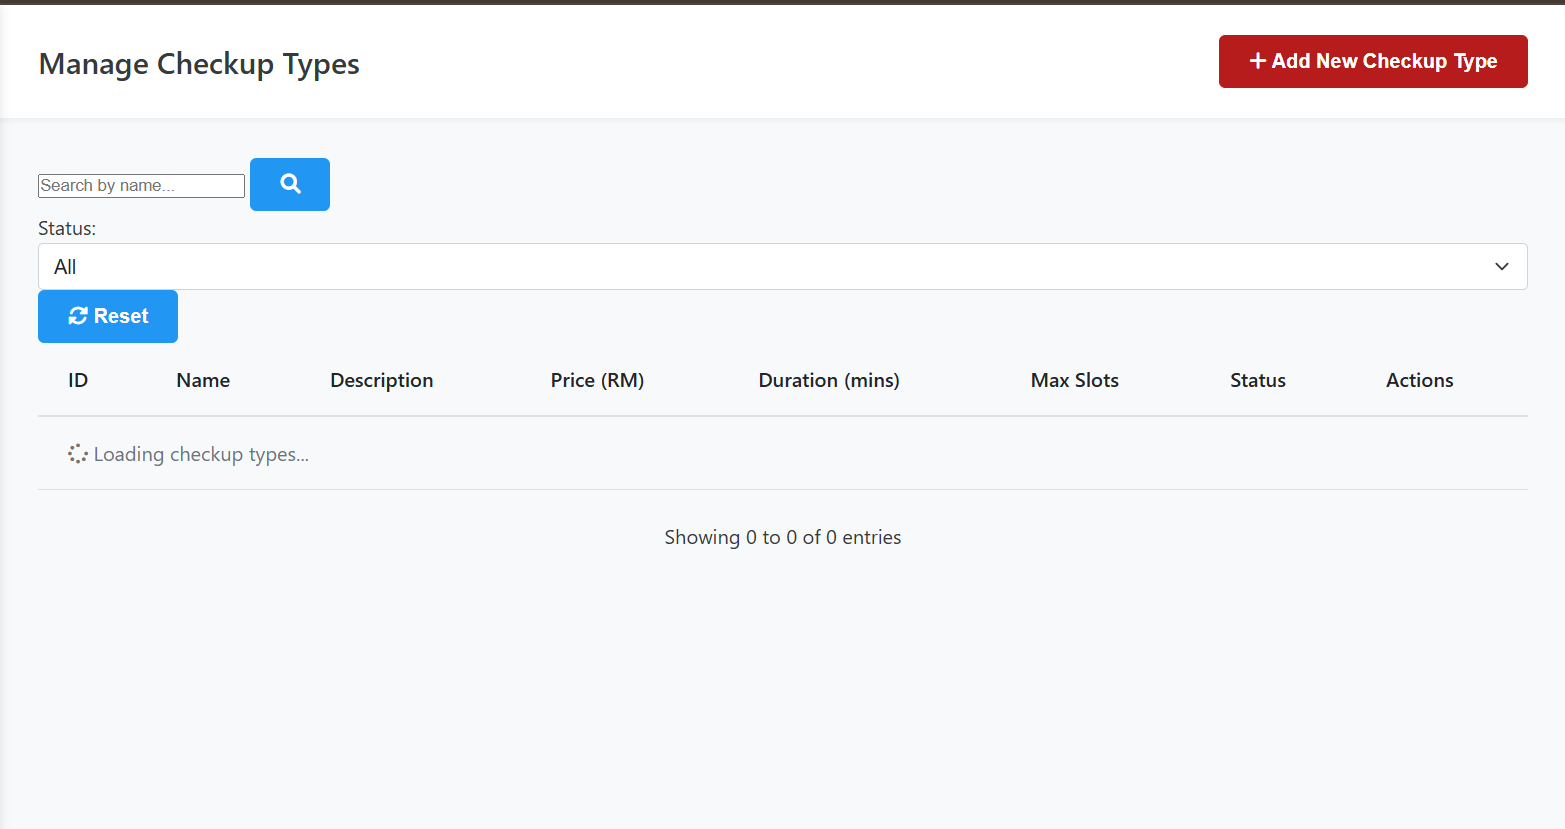 Manage Checkup Types
Add New Checkup Type
Search by name...
Status:
All
Reset
ID Name Description Price (RM) Duration (mins) Max Slots Status Actions
Loading checkup types...
Showing 0 to 0 of 0 entries